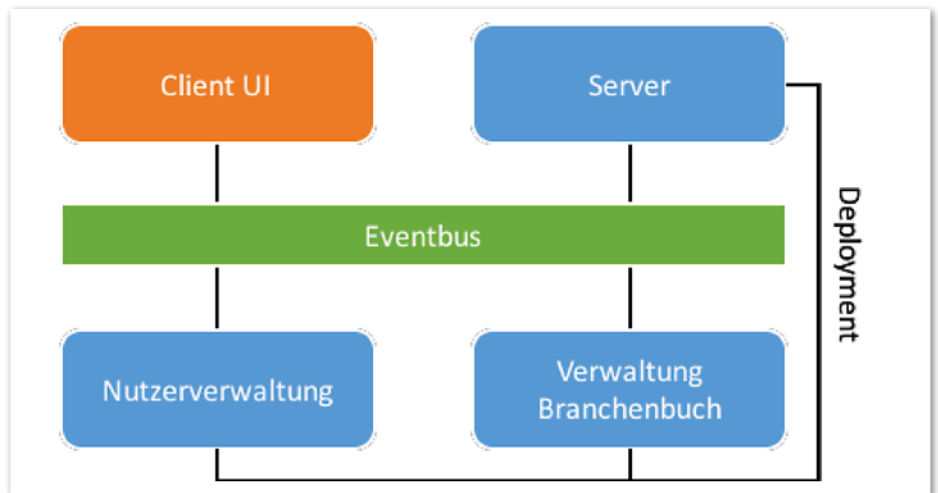 Client UI
Server
Eventbus
Deployment
Nutzerverwaltung
Verwaltung
Branchenbuch